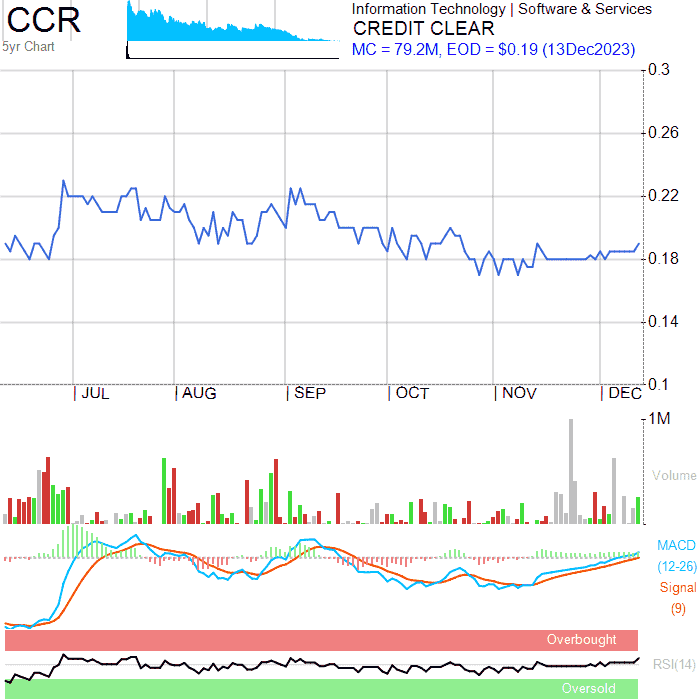 CCR
5yr Chart
Information Technology | Software & Services
CREDIT CLEAR
MC = 79.2M, EOD = $0.19 (13Dec2023)
0.3
0.26
0.22
0.18
0.14
0.1
| JUL | AUG | SEP | OCT | NOV | DEC
1M
Volume
MACD
(12-26)
Signal
(9)
Overbought
RSI(14)
Oversold